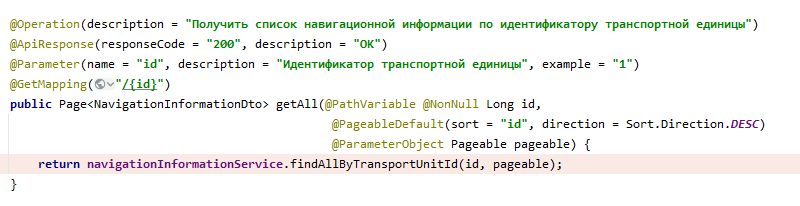 @Operation(description = "Получить список навигационной информации по идентификатору транспортной единицы")
@ApiResponse(responseCode = "200", description = "OK")
@Parameter(name = "id", description = "Идентификатор транспортной единицы", example = "1")
@GetMapping("/{id}")
public Page<NavigationInformationDto> getAll(@PathVariable @NonNull Long id,
@PageableDefault(sort = "id", direction = Sort.Direction.DESC)
@ParameterObject Pageable pageable) {
return navigationInformationService.findAllByTransportUnitId(id, pageable);
}